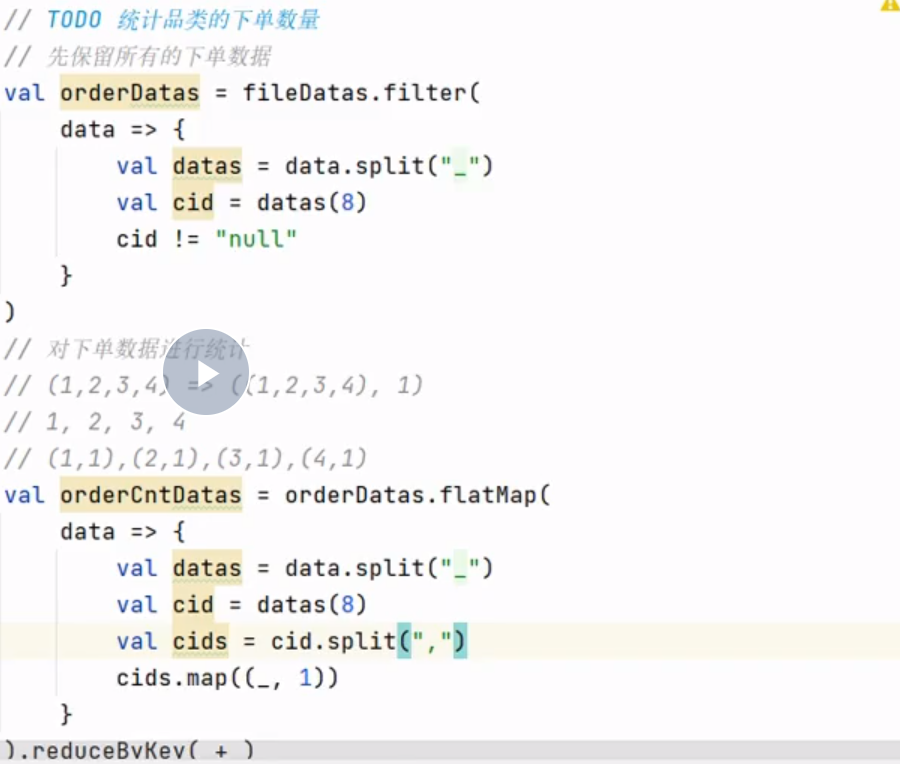 // TODO 统计品类的下单数量
// 先保留所有的下单数据
val orderDatas = fileDatas.filter(
    data => {
        val datas = data.split("_")
        val cid = datas(8)
        cid != "null"
    }
)
// 对下单数据进行统计
// (1,2,3,4) => ((1,2,3,4), 1)
// 1, 2, 3, 4
// (1,1),(2,1),(3,1),(4,1)
val orderCntDatas = orderDatas.flatMap(
    data => {
        val datas = data.split("_")
        val cid = datas(8)
        val cids = cid.split(",")
        cids.map((_, 1))
    }
).reduceByKey(_+_)